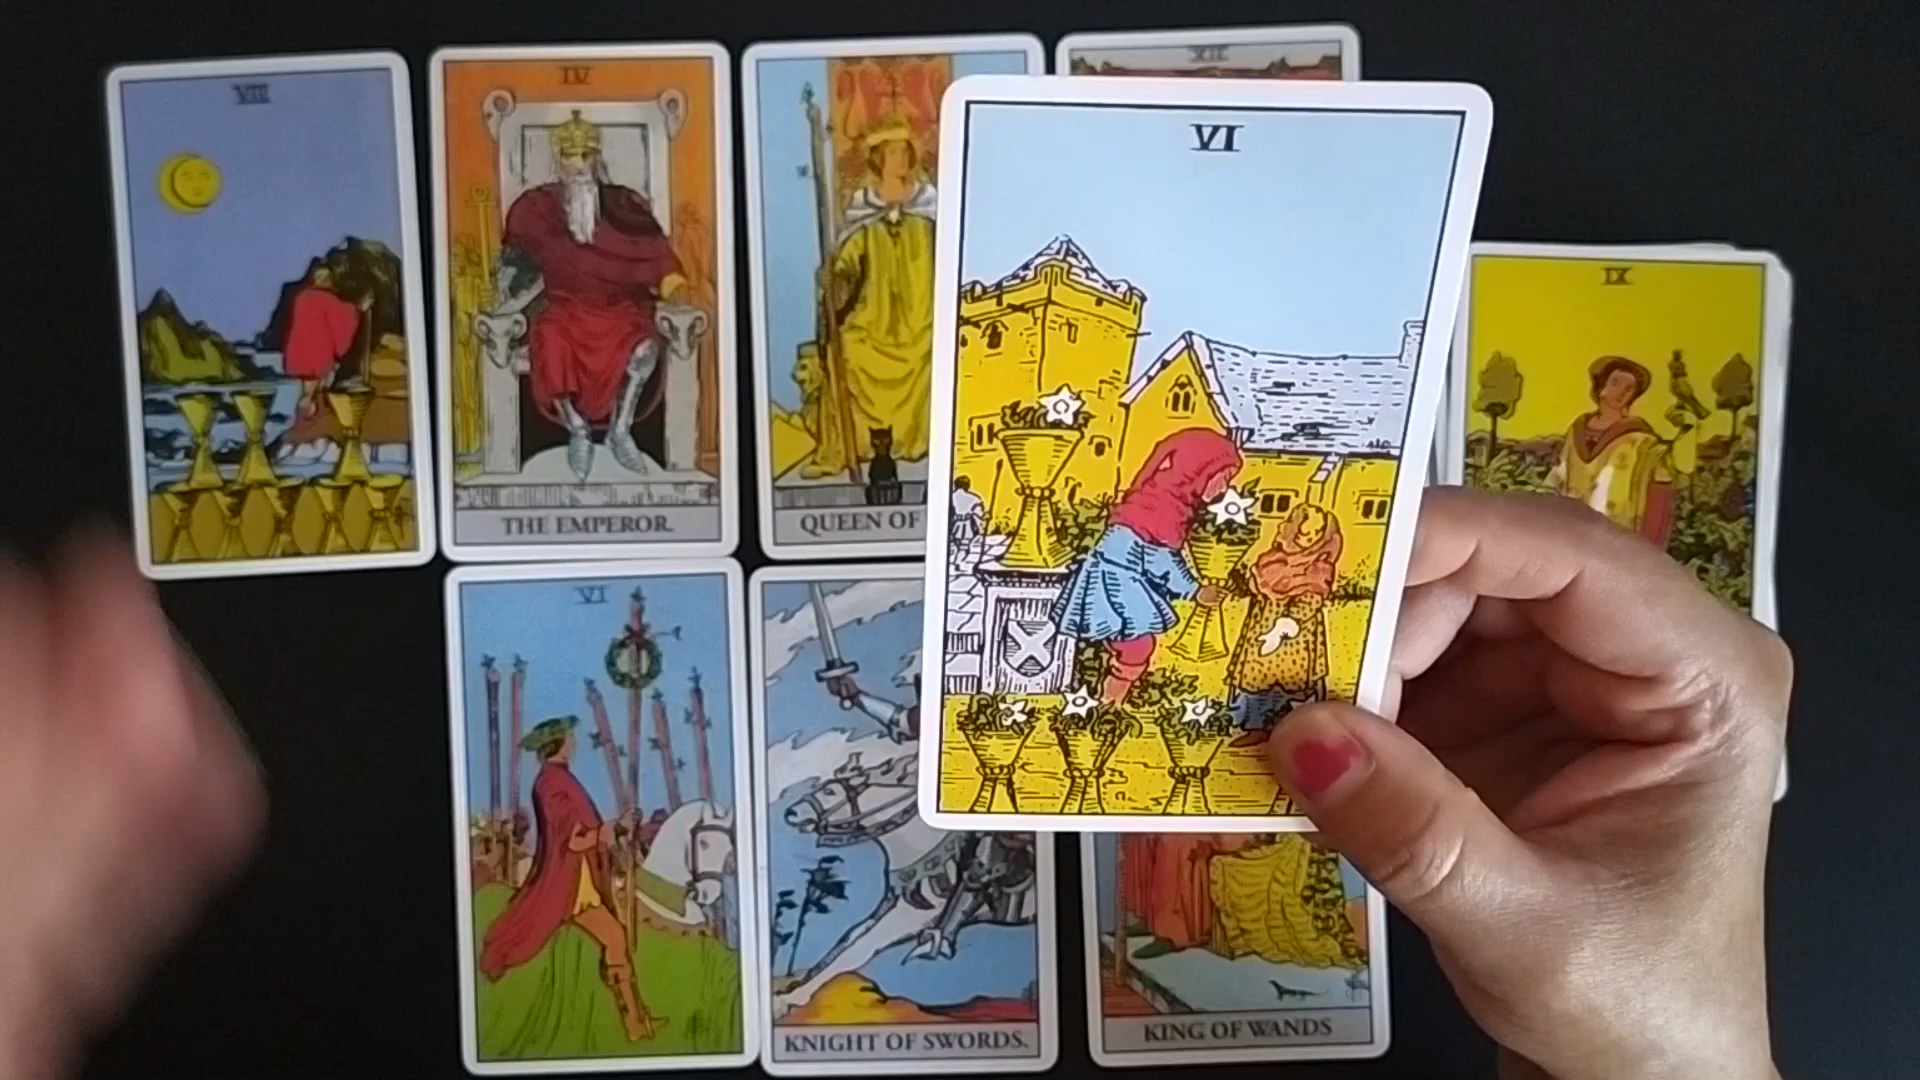 VIII
IV
THE EMPEROR.
QUEEN OF
VI
IX
VI
KNIGHT OF SWORDS.
KING OF WANDS